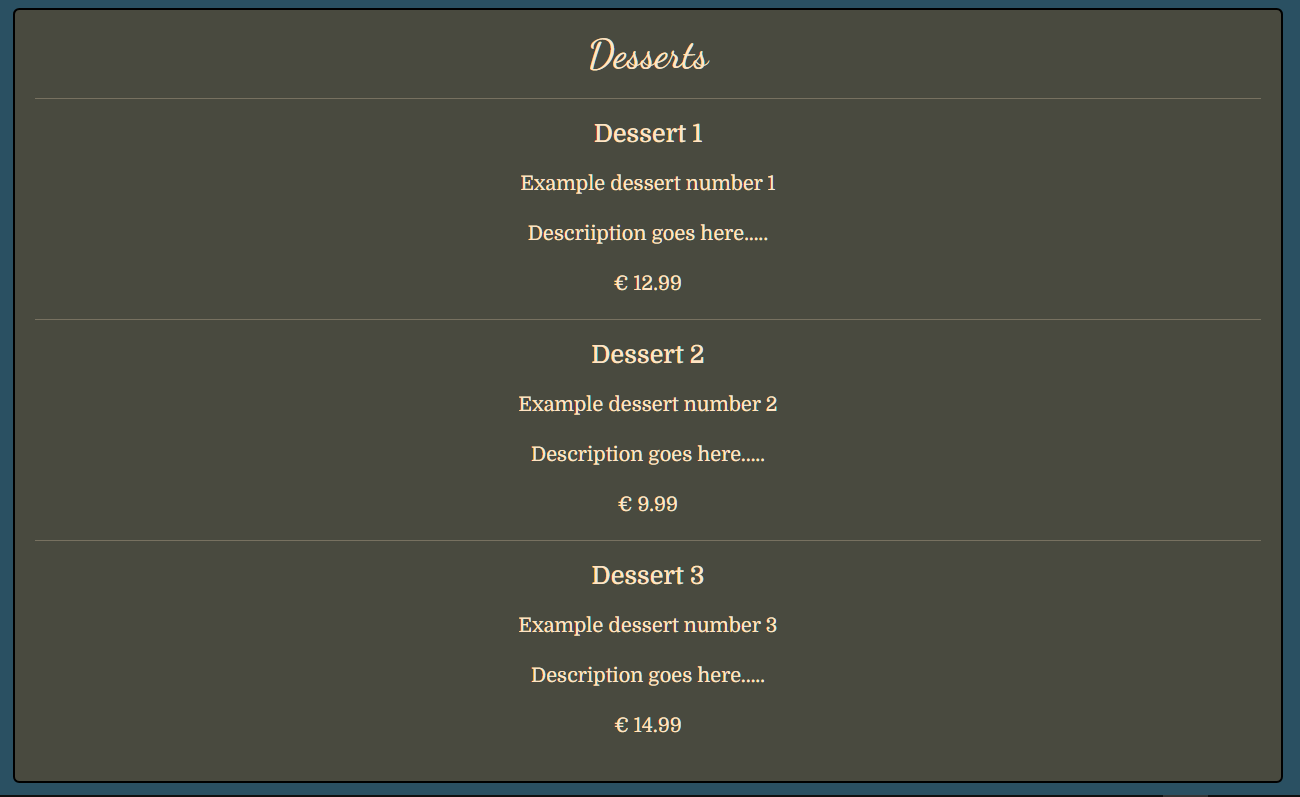 Desserts
Dessert 1
Example dessert number 1
Descriiption goes here.....
€ 12.99
Dessert 2
Example dessert number 2
Description goes here.....
€ 9.99
Dessert 3
Example dessert number 3
Description goes here.....
€ 14.99